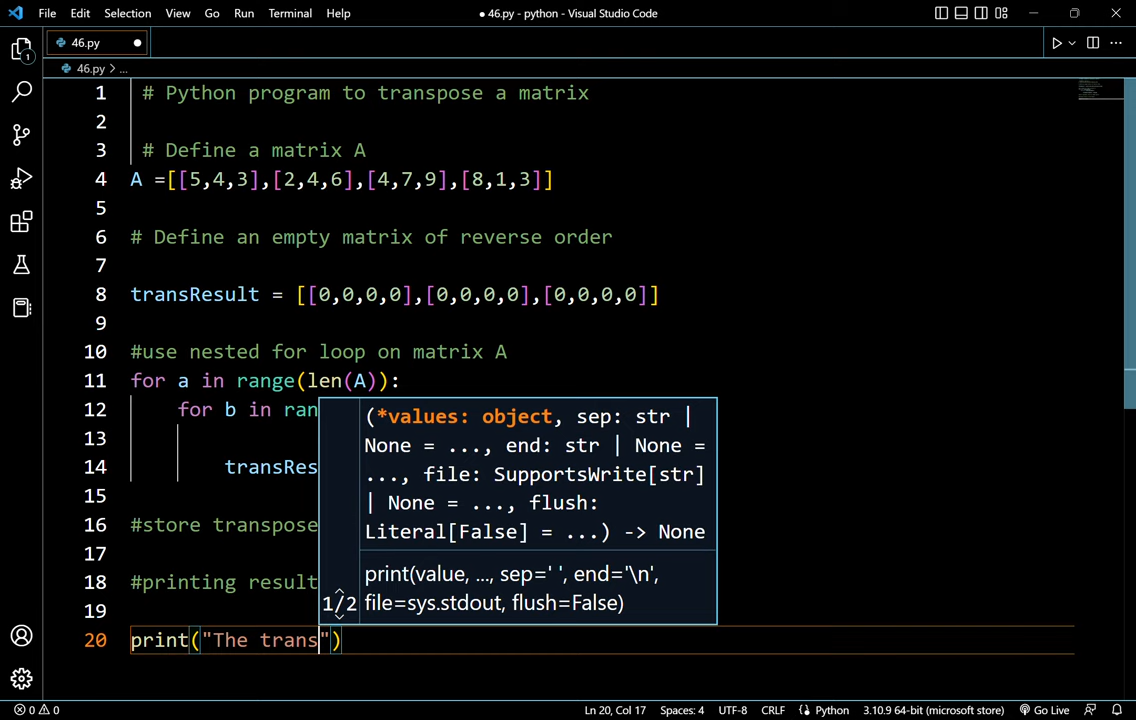 File Edit Selection View Go Run Terminal Help
● 46.py - python - Visual Studio Code
46.py ●
46.py > ...
1 # Python program to transpose a matrix
2
3 # Define a matrix A
4 A =[[5,4,3],[2,4,6],[4,7,9],[8,1,3]]
5
6 # Define an empty matrix of reverse order
7
8 transResult = [[0,0,0,0],[0,0,0,0],[0,0,0,0]]
9
10 #use nested for loop on matrix A
11 for a in range(len(A)):
12 for b in ran
13
14 transRes
15
16 #store transpose
17
18 #printing result
19
20 print("The trans")
(*values: object, sep: str |
None = ..., end: str | None =
..., file: SupportsWrite[str]
| None = ..., flush:
Literal[False] = ...) -> None
print(value, ..., sep=' ', end='\n',
1/2 file=sys.stdout, flush=False)
1
0 0
Ln 20, Col 17 Spaces: 4 UTF-8 CRLF Python 3.10.9 64-bit (microsoft store) Go Live